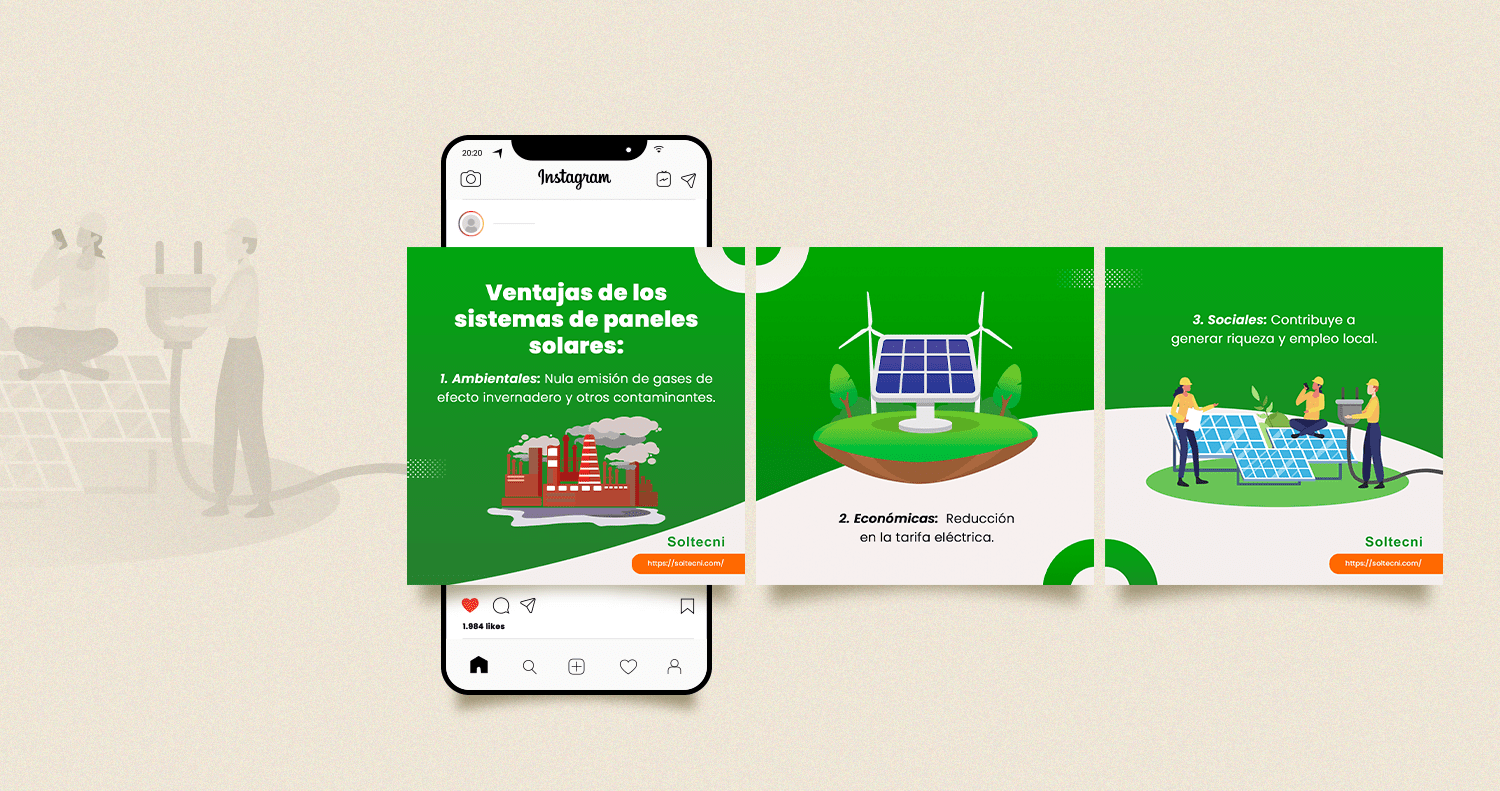 20:20
Instagram
Ventajas de los
sistemas de paneles
solares:
1. Ambientales: Nula emisión de gases de
efecto invernadero y otros contaminantes.
Soltecni
https://soltecni.com/
1.984 likes
2. Económicas: Reducción
en la tarifa eléctrica.
3. Sociales: Contribuye a
generar riqueza y empleo local.
Soltecni
https://soltecni.com/